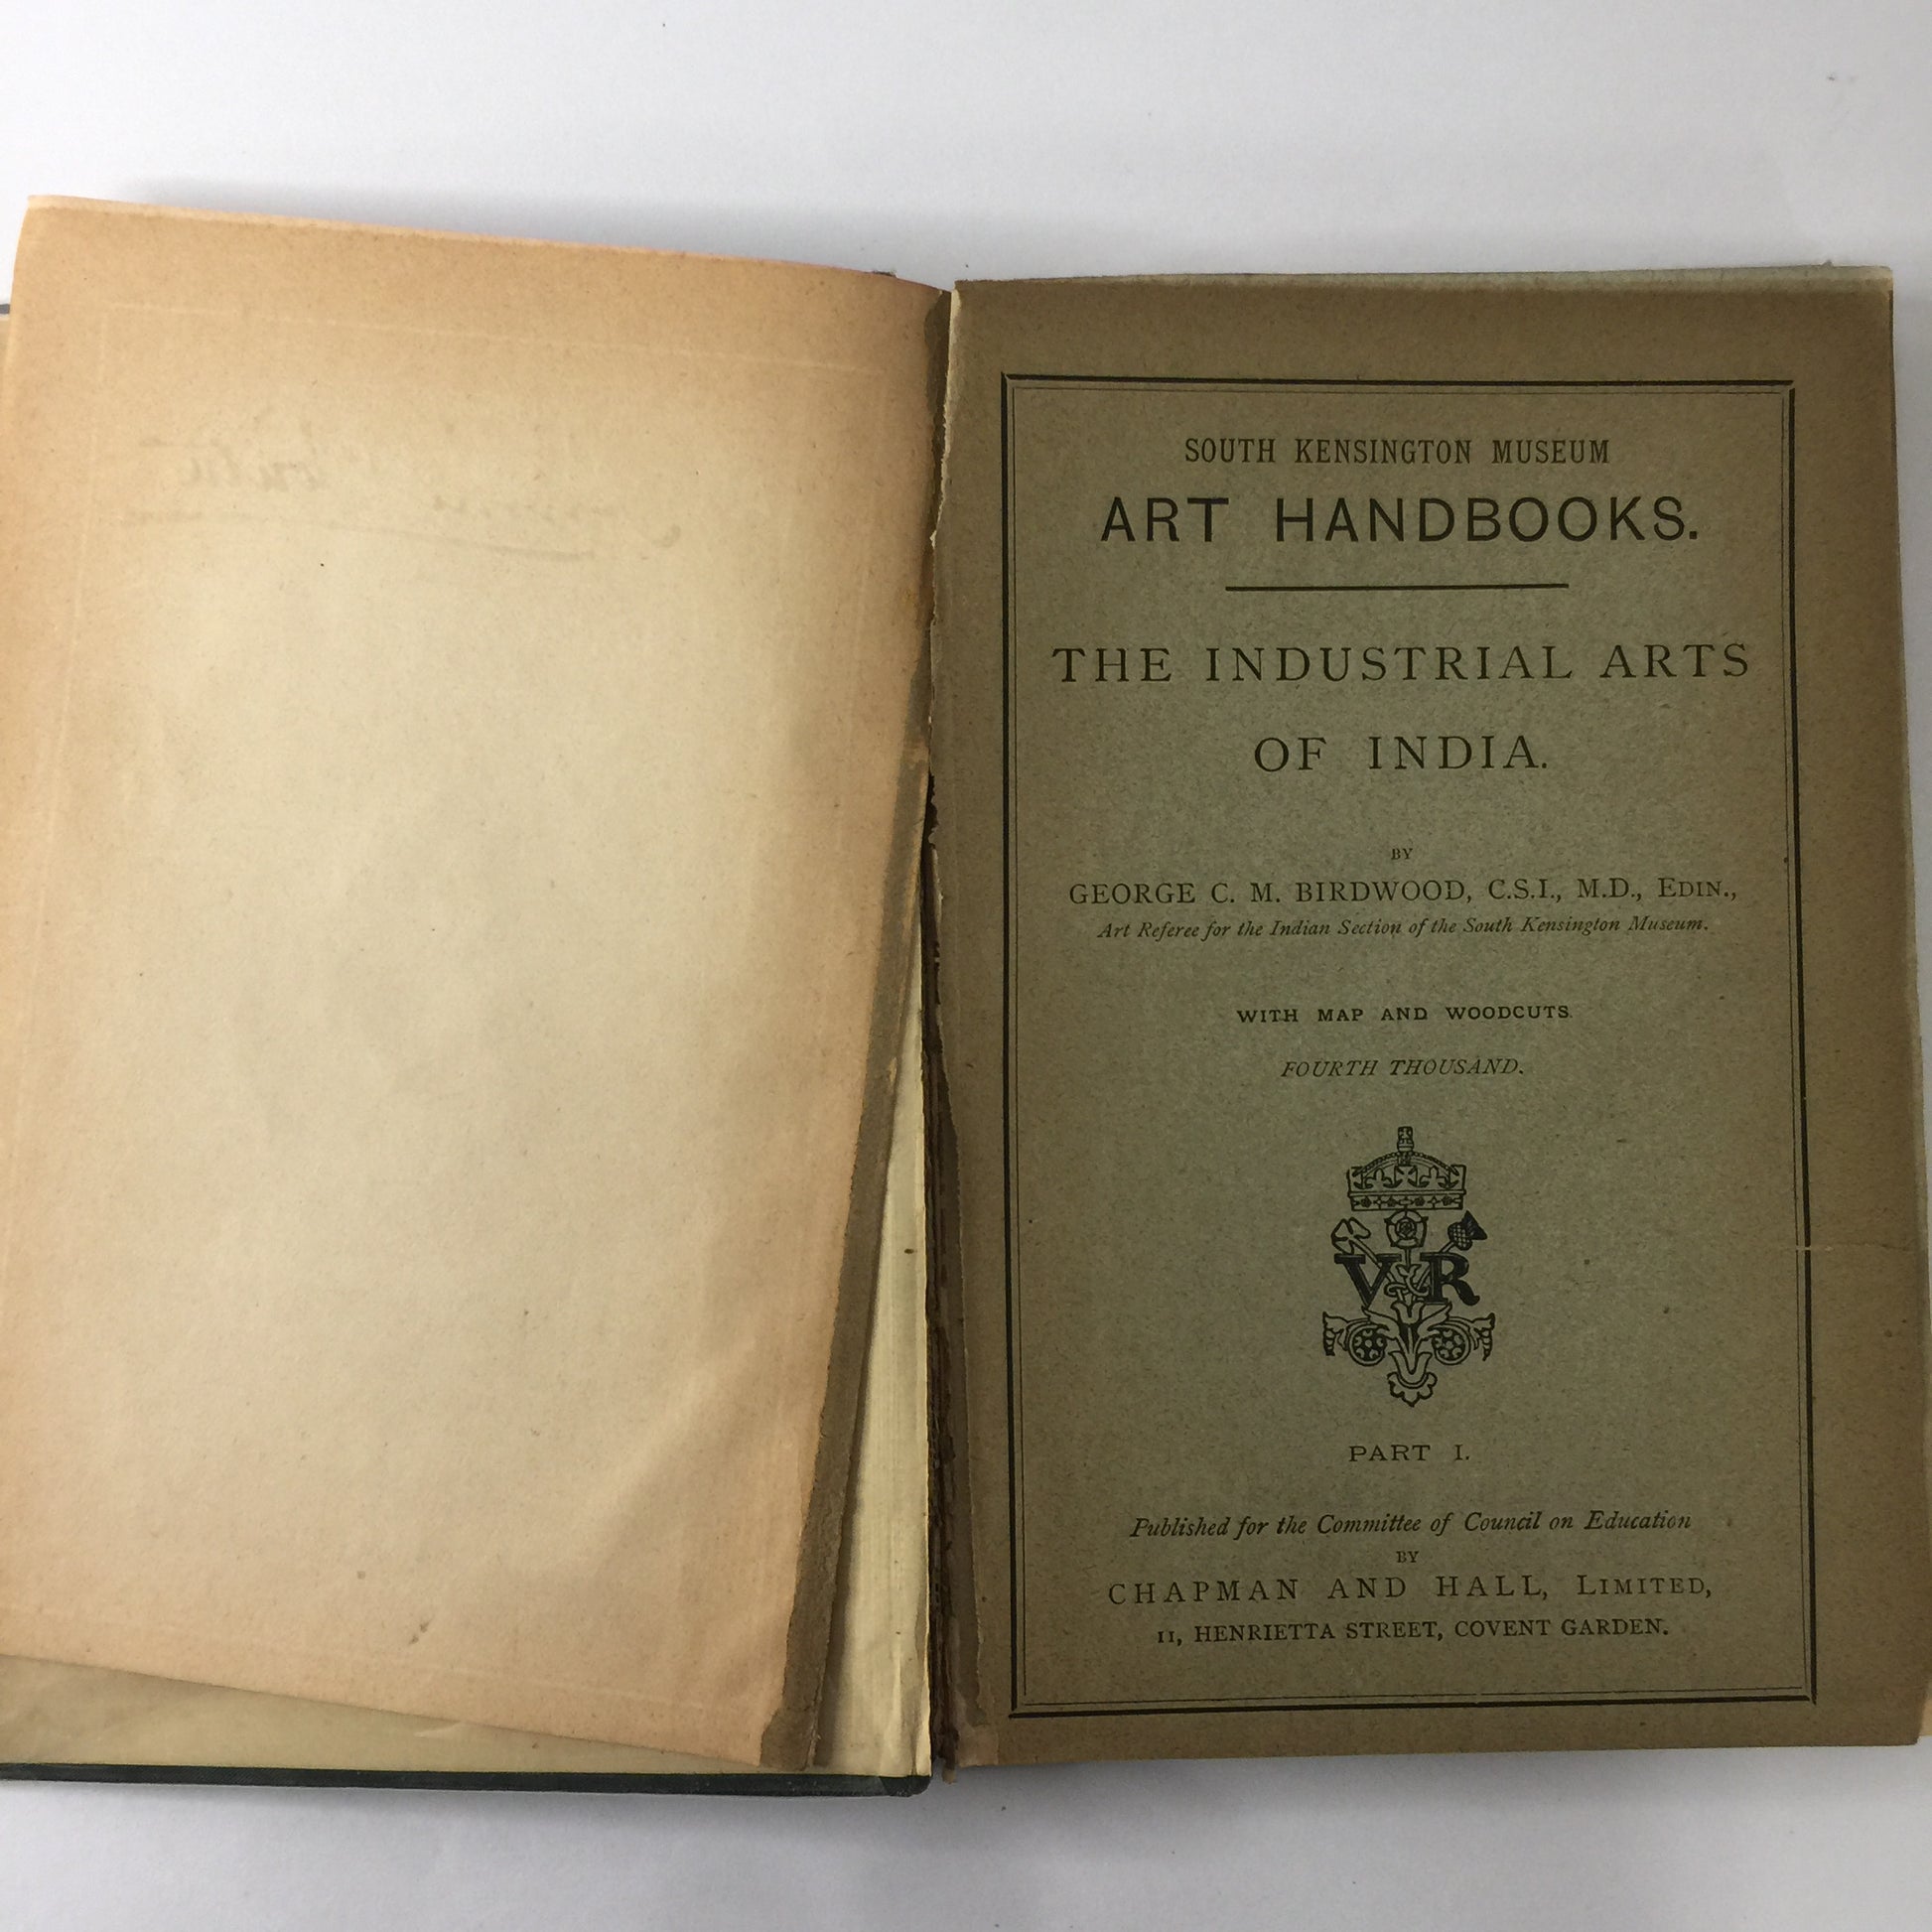 SOUTH KENSINGTON MUSEUM
ART HANDBOOKS.
THE INDUSTRIAL ARTS
OF INDIA.
BY
GEORGE C. M. BIRDWOOD, C.S.I., M.D., EDIN.,
Art Referee for the Indian Section of the South Kensington Museum.
WITH MAP AND WOODCUTS.
FOURTH THOUSAND.
VR
PART I.
Published for the Committee of Council on Education
BY
CHAPMAN AND HALL, LIMITED,
11, HENRIETTA STREET, COVENT GARDEN.